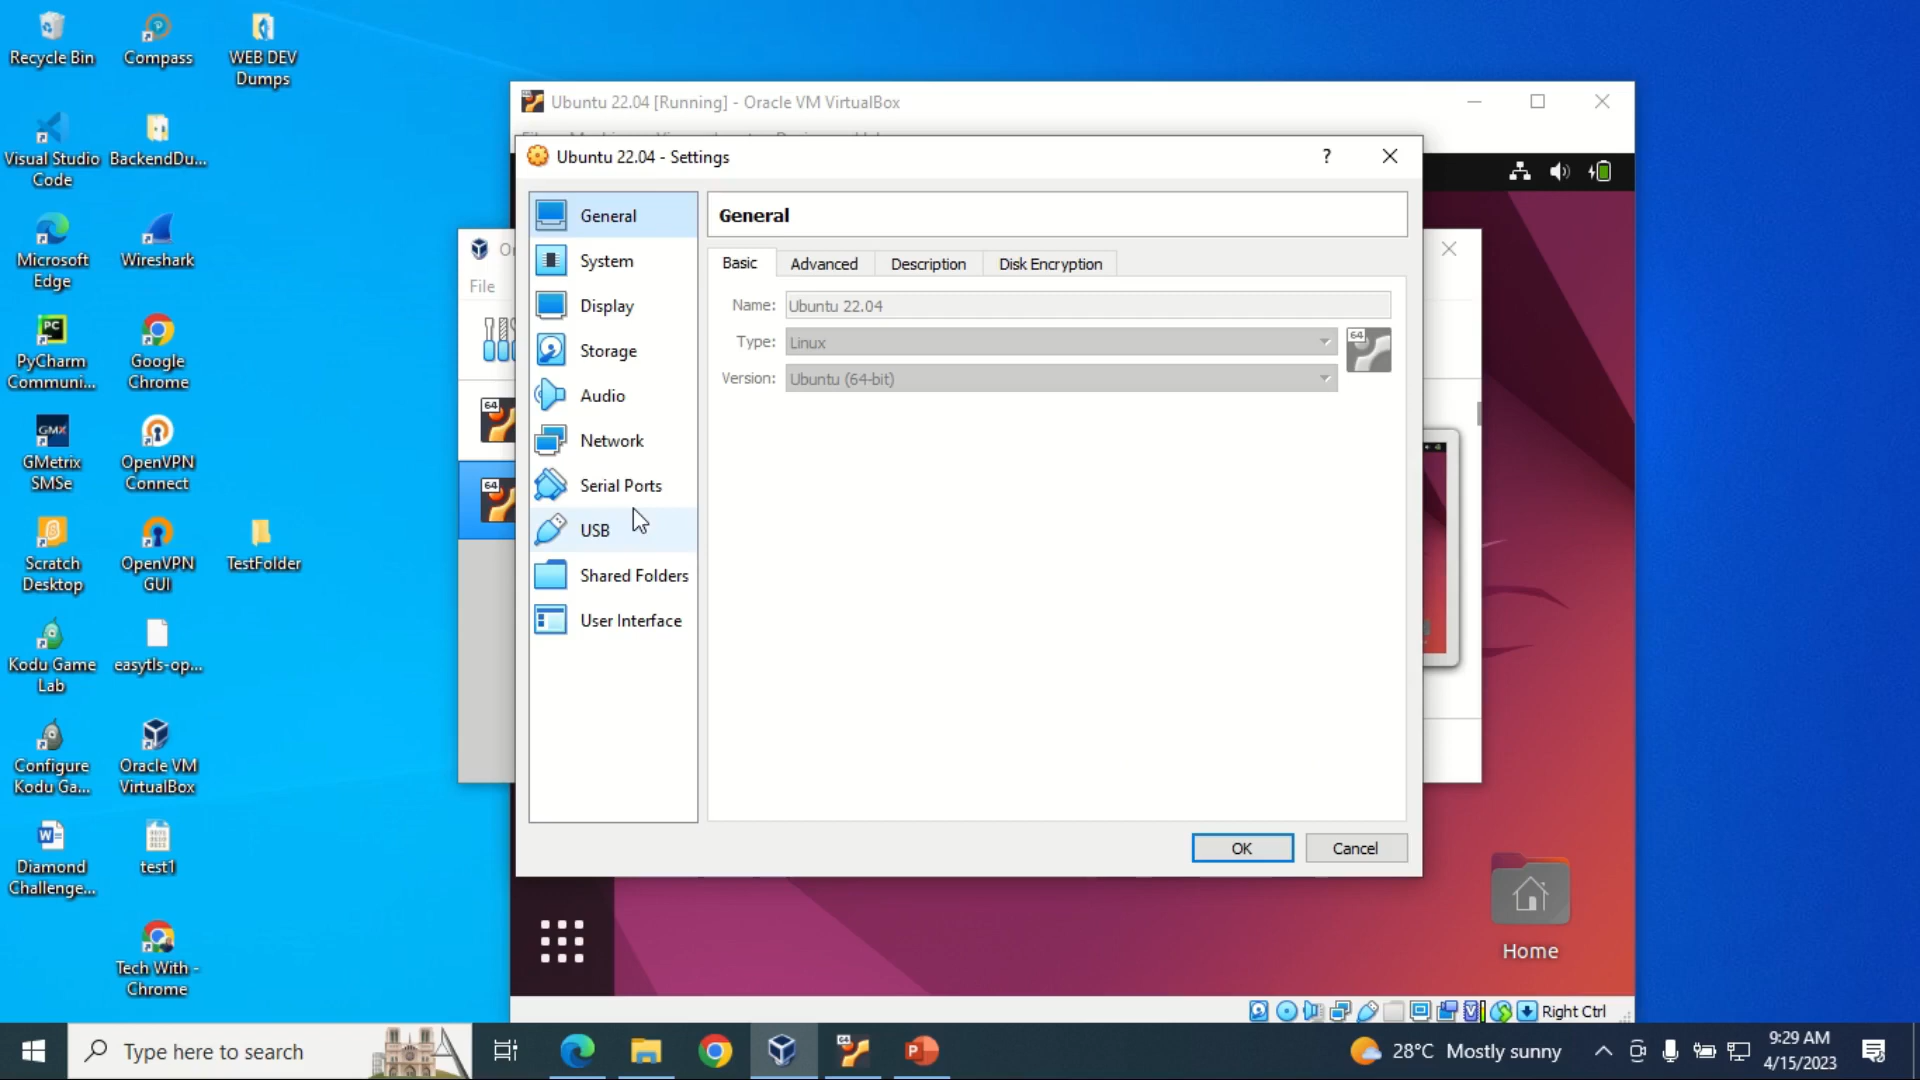 Recycle Bin
Compass
WEB DEV
Dumps
Visual Studio
Code
BackendDu...
Microsoft
Edge
Wireshark
PyCharm
Communi...
Google
Chrome
GMetrix
SMSe
OpenVPN
Connect
Scratch
Desktop
OpenVPN
GUI
TestFolder
Kodu Game
Lab
easytls-op...
Configure
Kodu Ga...
Oracle VM
VirtualBox
Diamond
Challenge...
test1
Tech With -
Chrome
PC
GMX
Ubuntu 22.04 [Running] - Oracle VM VirtualBox
File
64
64
Ubuntu 22.04 - Settings
?
General
System
Display
Storage
Audio
Network
Serial Ports
USB
Shared Folders
User Interface
General
Basic
Advanced
Description
Disk Encryption
Name:
Ubuntu 22.04
Type:
Linux
64
Version:
Ubuntu (64-bit)
OK
Cancel
Home
Right Ctrl
Type here to search
28°C Mostly sunny
9:29 AM
4/15/2023